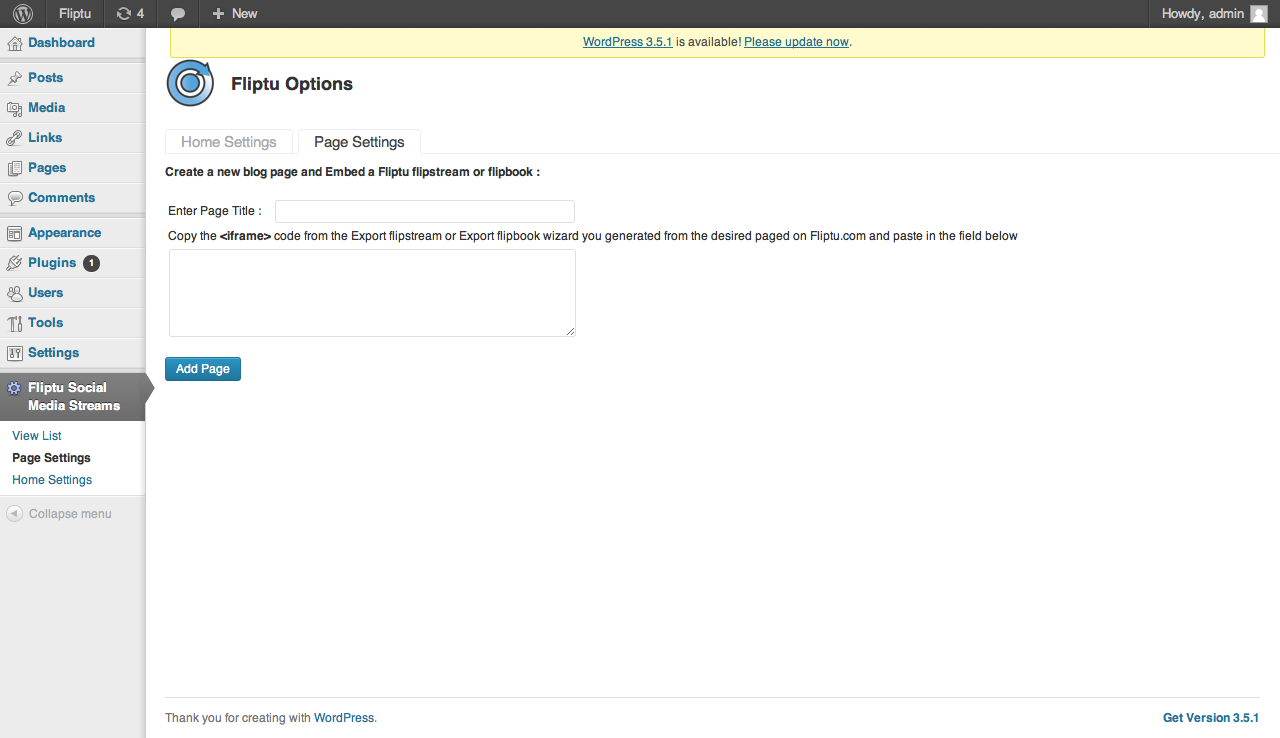 Fliptu 4 New Howdy, admin
WordPress 3.5.1 is available! Please update now.
Dashboard
Posts
Media
Links
Pages
Comments
Appearance
Plugins 1
Users
Tools
Settings
Fliptu Social
Media Streams
View List
Page Settings
Home Settings
Collapse menu
Fliptu Options
Home Settings Page Settings
Create a new blog page and Embed a Fliptu flipstream or flipbook :
Enter Page Title :
Copy the <iframe> code from the Export flipstream or Export flipbook wizard you generated from the desired paged on Fliptu.com and paste in the field below
Add Page
Thank you for creating with WordPress. Get Version 3.5.1